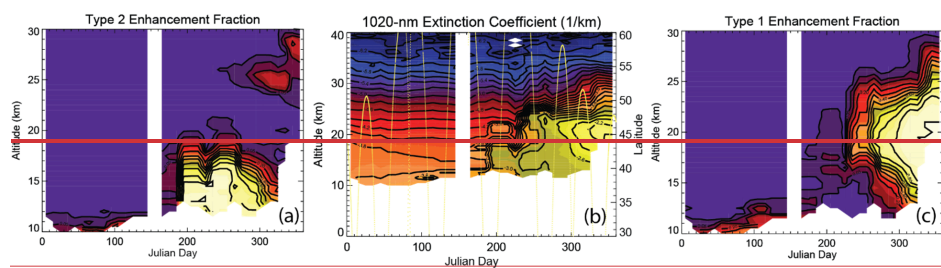 Type 2 Enhancement Fraction
30
25
20
15
10
Altitude (km)
0 100 200 300
Julian Day
(a)
1020-nm Extinction Coefficient (1/km)
40
30
20
10
0
Altitude (km)
60
55
50
45
40
35
30
Latitude
0 100 200 300
Julian Day
(b)
Type 1 Enhancement Fraction
30
25
20
15
10
Altitude (km)
0 100 200 300
Julian Day
(c)